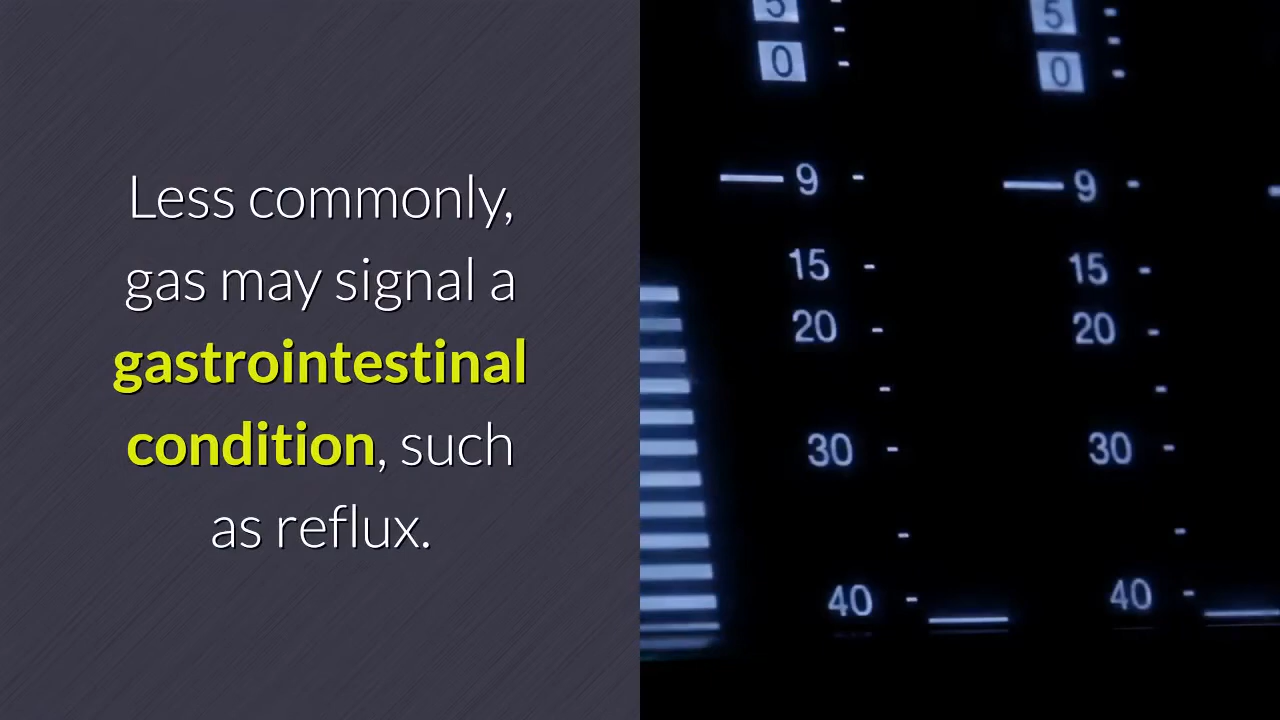 Less commonly,
gas may signal a
gastrointestinal
condition, such
as reflux.
5 5
0 0
9 9
15 15
20 20
30 30
40 40